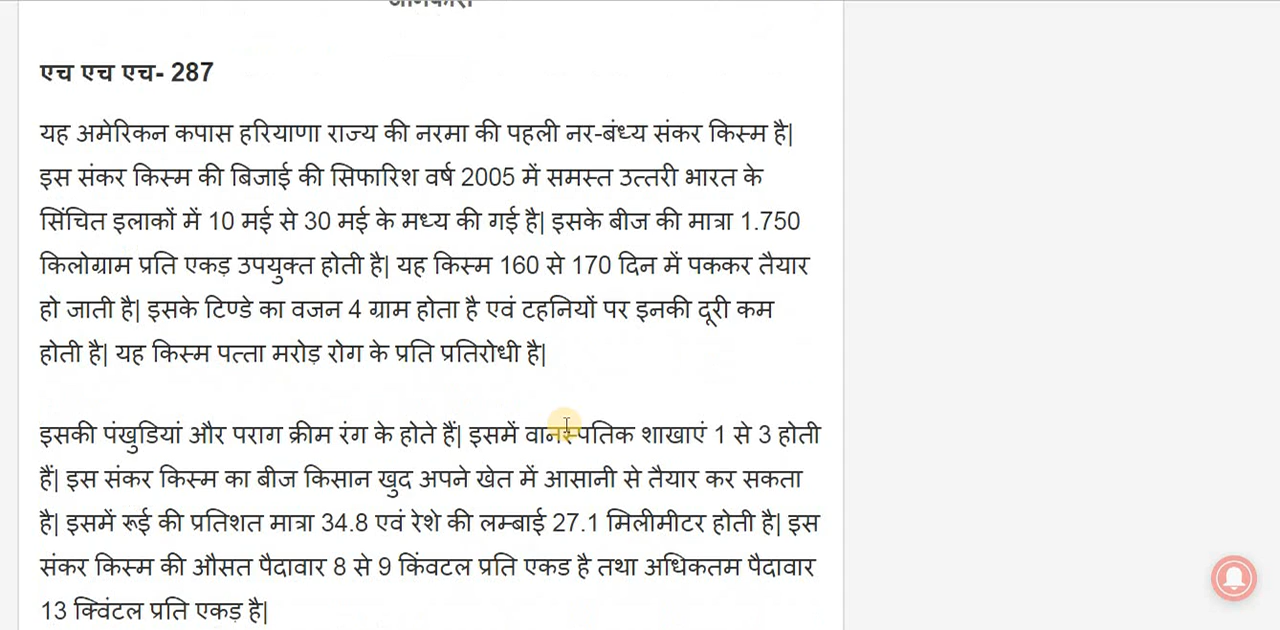 एच एच एच- 287
यह अमेरिकन कपास हरियाणा राज्य की नरमा की पहली नर-बंध्य संकर किस्म है|
इस संकर किस्म की बिजाई की सिफारिश वर्ष 2005 में समस्त उत्तरी भारत के
सिंचित इलाकों में 10 मई से 30 मई के मध्य की गई है| इसके बीज की मात्रा 1.750
किलोग्राम प्रति एकड़ उपयुक्त होती है| यह किस्म 160 से 170 दिन में पककर तैयार
हो जाती है| इसके टिण्डे का वजन 4 ग्राम होता है एवं टहनियों पर इनकी दूरी कम
होती है| यह किस्म पत्ता मरोड़ रोग के प्रति प्रतिरोधी है|
इसकी पंखुडियां और पराग क्रीम रंग के होते हैं| इसमें वानस्पतिक शाखाएं 1 से 3 होती
हैं| इस संकर किस्म का बीज किसान खुद अपने खेत में आसानी से तैयार कर सकता
है| इसमें रूई की प्रतिशत मात्रा 34.8 एवं रेशे की लम्बाई 27.1 मिलीमीटर होती है| इस
संकर किस्म की औसत पैदावार 8 से 9 किंवटल प्रति एकड है तथा अधिकतम पैदावार
13 क्विंटल प्रति एकड़ है|